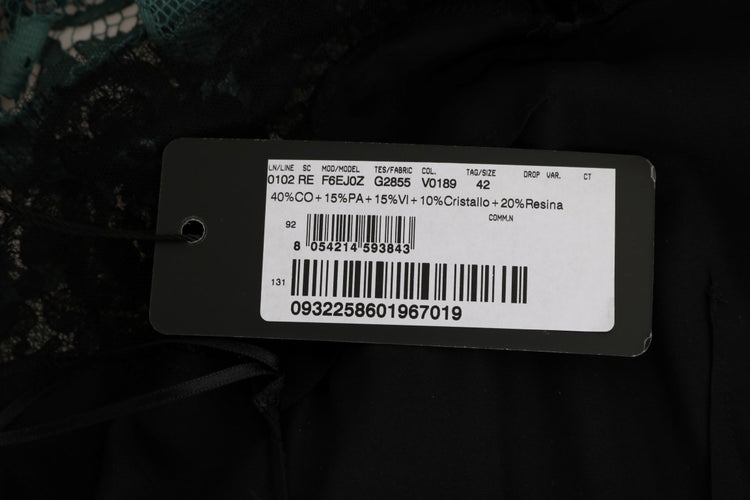 LN/LINE SC MOD/MODEL TES/FABRIC COL. TAG/SIZE DROP VAR. CT
0102 RE F6EJ0Z G2855 V0189 42
40%CO+15%PA+15%VI+10%Cristallo+20%Resina
COMM.N
92
8 054214 593843
131
0932258601967019